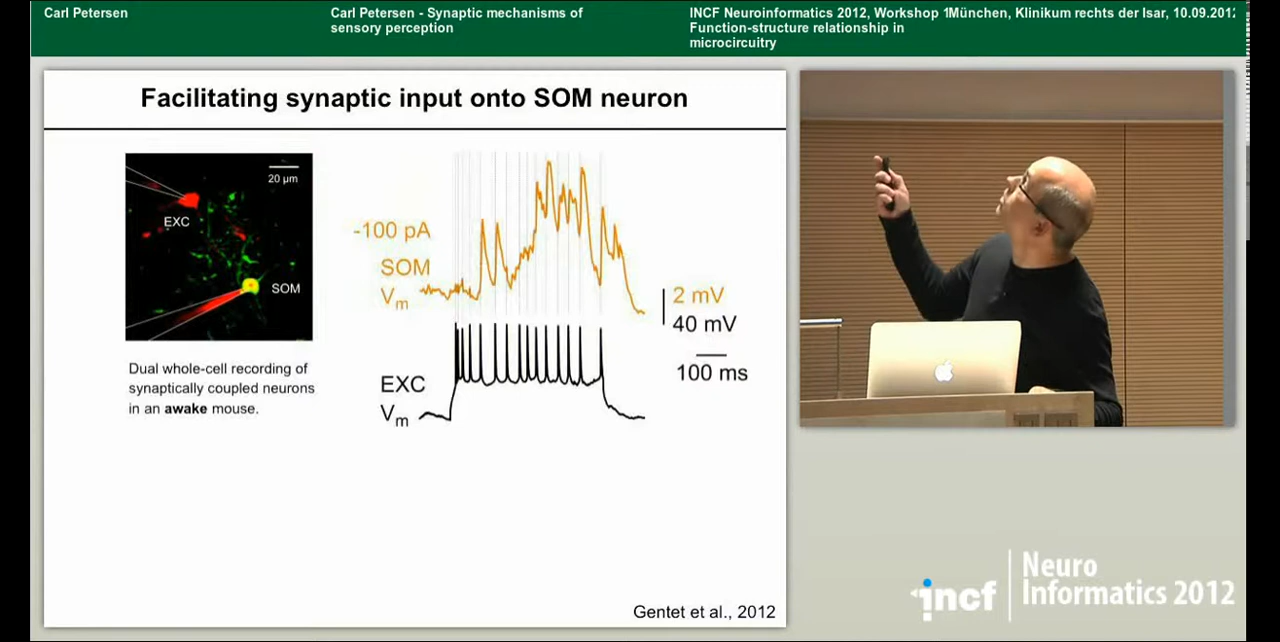 Carl Petersen
Carl Petersen - Synaptic mechanisms of
sensory perception
INCF Neuroinformatics 2012, Workshop 1München, Klinikum rechts der Isar, 10.09.2012
Function-structure relationship in
microcircuitry
Facilitating synaptic input onto SOM neuron
20 µm
EXC
SOM
Dual whole-cell recording of
synaptically coupled neurons
in an awake mouse.
-100 pA
SOM
Vm
2 mV
40 mV
100 ms
EXC
Vm
Gentet et al., 2012
incf
Neuro
Informatics 2012